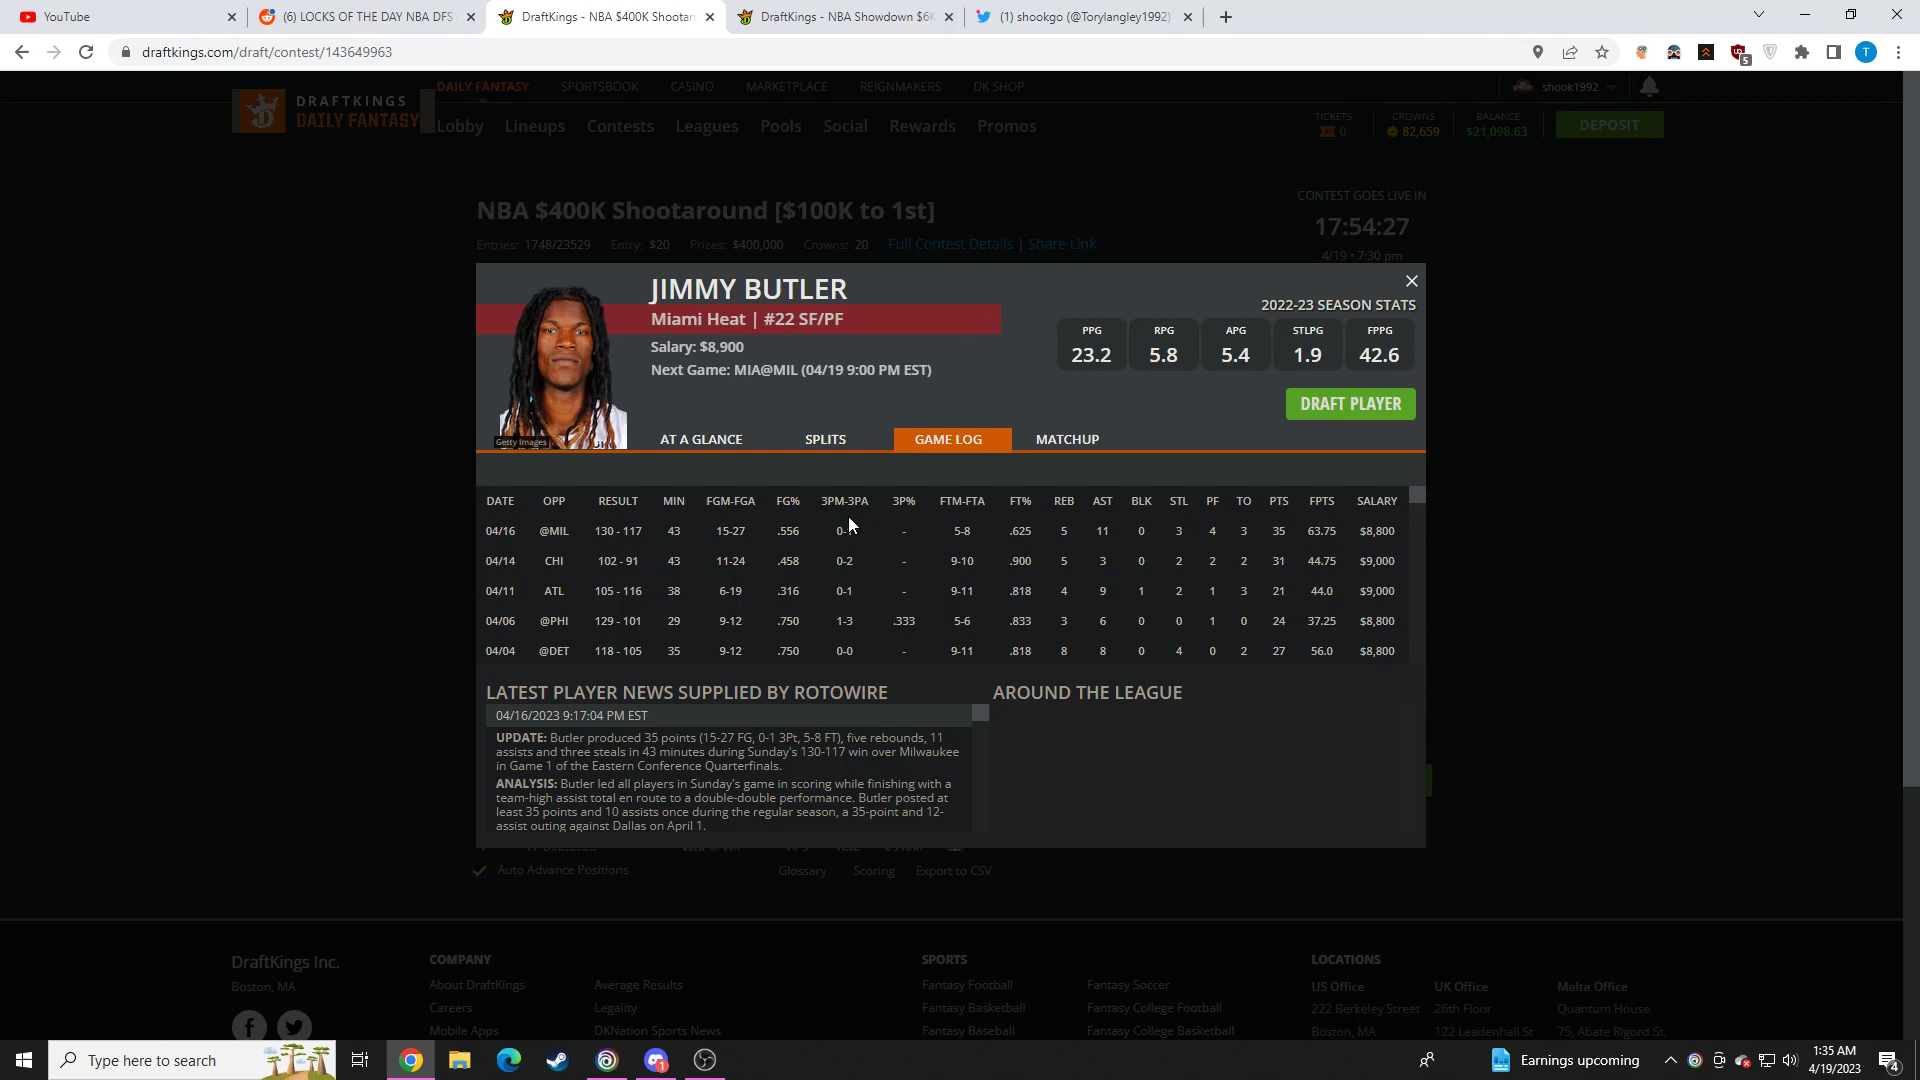 YouTube
(6) LOCKS OF THE DAY NBA DFS
DraftKings - NBA $400K Shootaro
DraftKings - NBA Showdown $6K
(1) shookgo (@Torylangley1992)
draftkings.com/draft/contest/143649963
5
T
DRAFTKINGS
DAILY FANTASY
DAILY FANTASY
SPORTSBOOK
CASINO
MARKETPLACE
REIGNMAKERS
DK SHOP
shook1992
Lobby
Lineups
Contests
Leagues
Pools
Social
Rewards
Promos
TICKETS
0
CROWNS
82,659
BALANCE
$21,098.63
DEPOSIT
NBA $400K Shootaround [$100K to 1st]
Entries: 1748/23529 Entry: $20 Prizes: $400,000 Crowns: 20 Full Contest Details | Share Link
CONTEST GOES LIVE IN
17:54:27
4/19 • 7:30 pm
JIMMY BUTLER
Miami Heat | #22 SF/PF
Salary: $8,900
Next Game: MIA@MIL (04/19 9:00 PM EST)
Getty Images
2022-23 SEASON STATS
PPG RPG APG STLPG FPPG
23.2 5.8 5.4 1.9 42.6
DRAFT PLAYER
AT A GLANCE SPLITS GAME LOG MATCHUP
DATE OPP RESULT MIN FGM-FGA FG% 3PM-3PA 3P% FTM-FTA FT% REB AST BLK STL PF TO PTS FPTS SALARY
04/16 @MIL 130 - 117 43 15-27 .556 0- - 5-8 .625 5 11 0 3 4 3 35 63.75 $8,800
04/14 CHI 102 - 91 43 11-24 .458 0-2 - 9-10 .900 5 3 0 2 2 2 31 44.75 $9,000
04/11 ATL 105 - 116 38 6-19 .316 0-1 - 9-11 .818 4 9 1 2 1 3 21 44.0 $9,000
04/06 @PHI 129 - 101 29 9-12 .750 1-3 .333 5-6 .833 3 6 0 0 1 0 24 37.25 $8,800
04/04 @DET 118 - 105 35 9-12 .750 0-0 - 9-11 .818 8 8 0 4 0 2 27 56.0 $8,800
LATEST PLAYER NEWS SUPPLIED BY ROTOWIRE
AROUND THE LEAGUE
04/16/2023 9:17:04 PM EST
UPDATE: Butler produced 35 points (15-27 FG, 0-1 3Pt, 5-8 FT), five rebounds, 11
assists and three steals in 43 minutes during Sunday's 130-117 win over Milwaukee
in Game 1 of the Eastern Conference Quarterfinals.
ANALYSIS: Butler led all players in Sunday's game in scoring while finishing with a
team-high assist total en route to a double-double performance. Butler posted at
least 35 points and 10 assists once during the regular season, a 35-point and 12-
assist outing against Dallas on April 1.
Auto Advance Positions
Glossary
Scoring
Export to CSV
DraftKings Inc.
Boston, MA
COMPANY
About DraftKings
Careers
Mobile Apps
Average Results
Legality
DKNation Sports News
SPORTS
Fantasy Football
Fantasy Basketball
Fantasy Baseball
Fantasy Soccer
Fantasy College Football
Fantasy College Basketball
LOCATIONS
US Office
222 Berkeley Street
Boston, MA
UK Office
26th Floor
122 Leadenhall St
Malta Office
Quantum House
75, Abate Rigord St.
Type here to search
1
Earnings upcoming
1:35 AM
4/19/2023
4